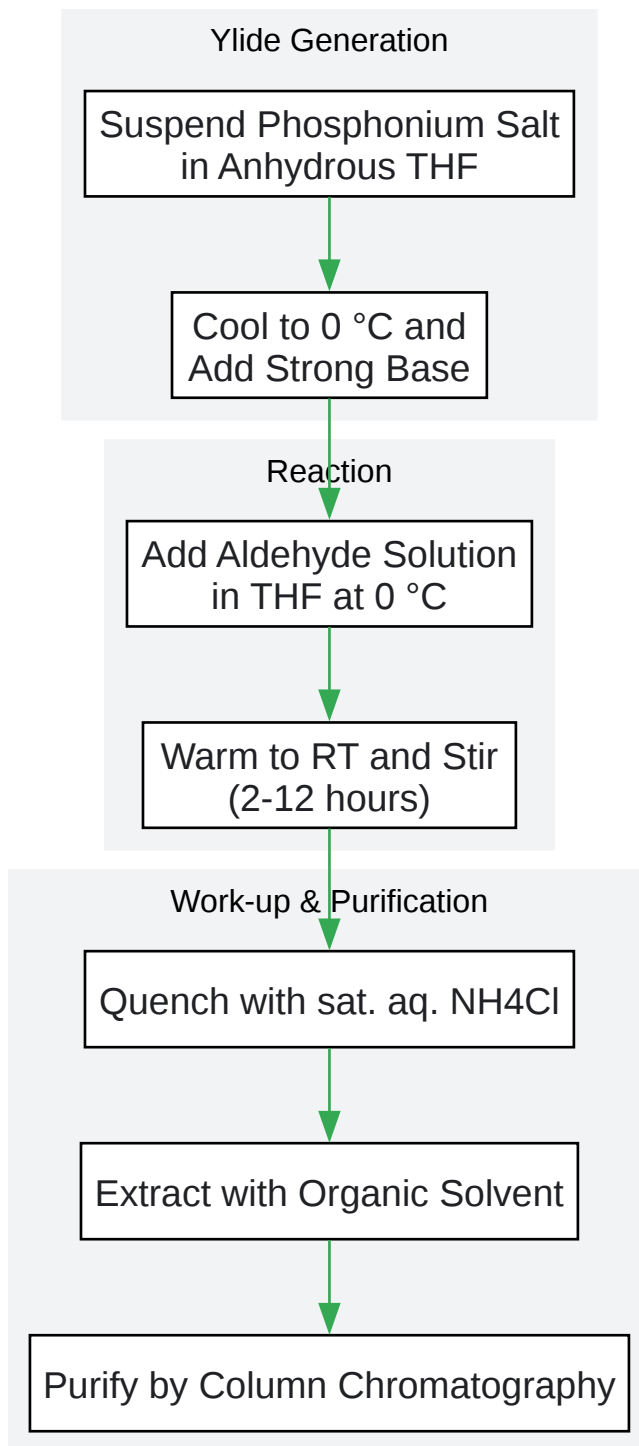 Ylide Generation
Suspend Phosphonium Salt
in Anhydrous THF
Cool to 0 °C and
Add Strong Base
Reaction
Add Aldehyde Solution
in THF at 0 °C
Warm to RT and Stir
(2-12 hours)
Work-up & Purification
Quench with sat. aq. NH4Cl
Extract with Organic Solvent
Purify by Column Chromatography